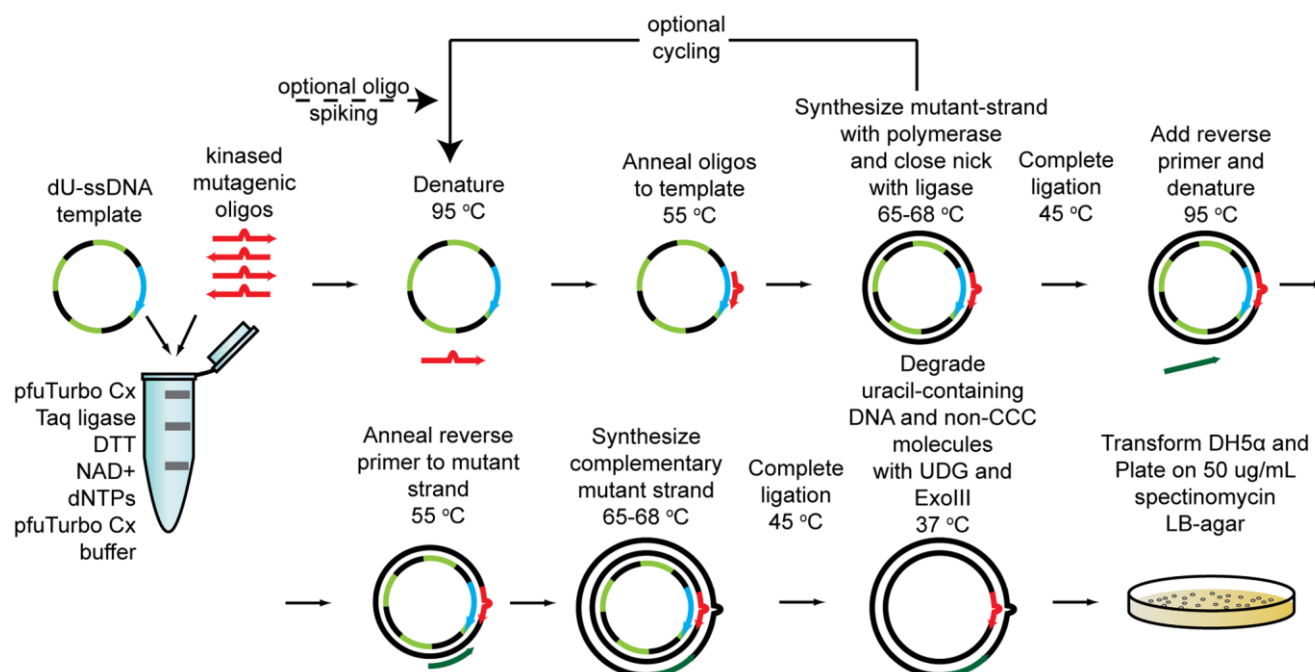 optional
cycling
optional oligo
spiking
dU-ssDNA
template
kinased
mutagenic
oligos
Denature
95 °C
Anneal oligos
to template
55 °C
Synthesize mutant-strand
with polymerase
and close nick
with ligase
65-68 °C
Complete
ligation
45 °C
Add reverse
primer and
denature
95 °C
pfuTurbo Cx
Taq ligase
DTT
NAD+
dNTPs
pfuTurbo Cx
buffer
Anneal reverse
primer to mutant
strand
55 °C
Synthesize
complementary
mutant strand
65-68 °C
Complete
ligation
45 °C
Degrade
uracil-containing
DNA and non-CCC
molecules
with UDG and
ExoIII
37 °C
Transform DH5α and
Plate on 50 ug/mL
spectinomycin
LB-agar